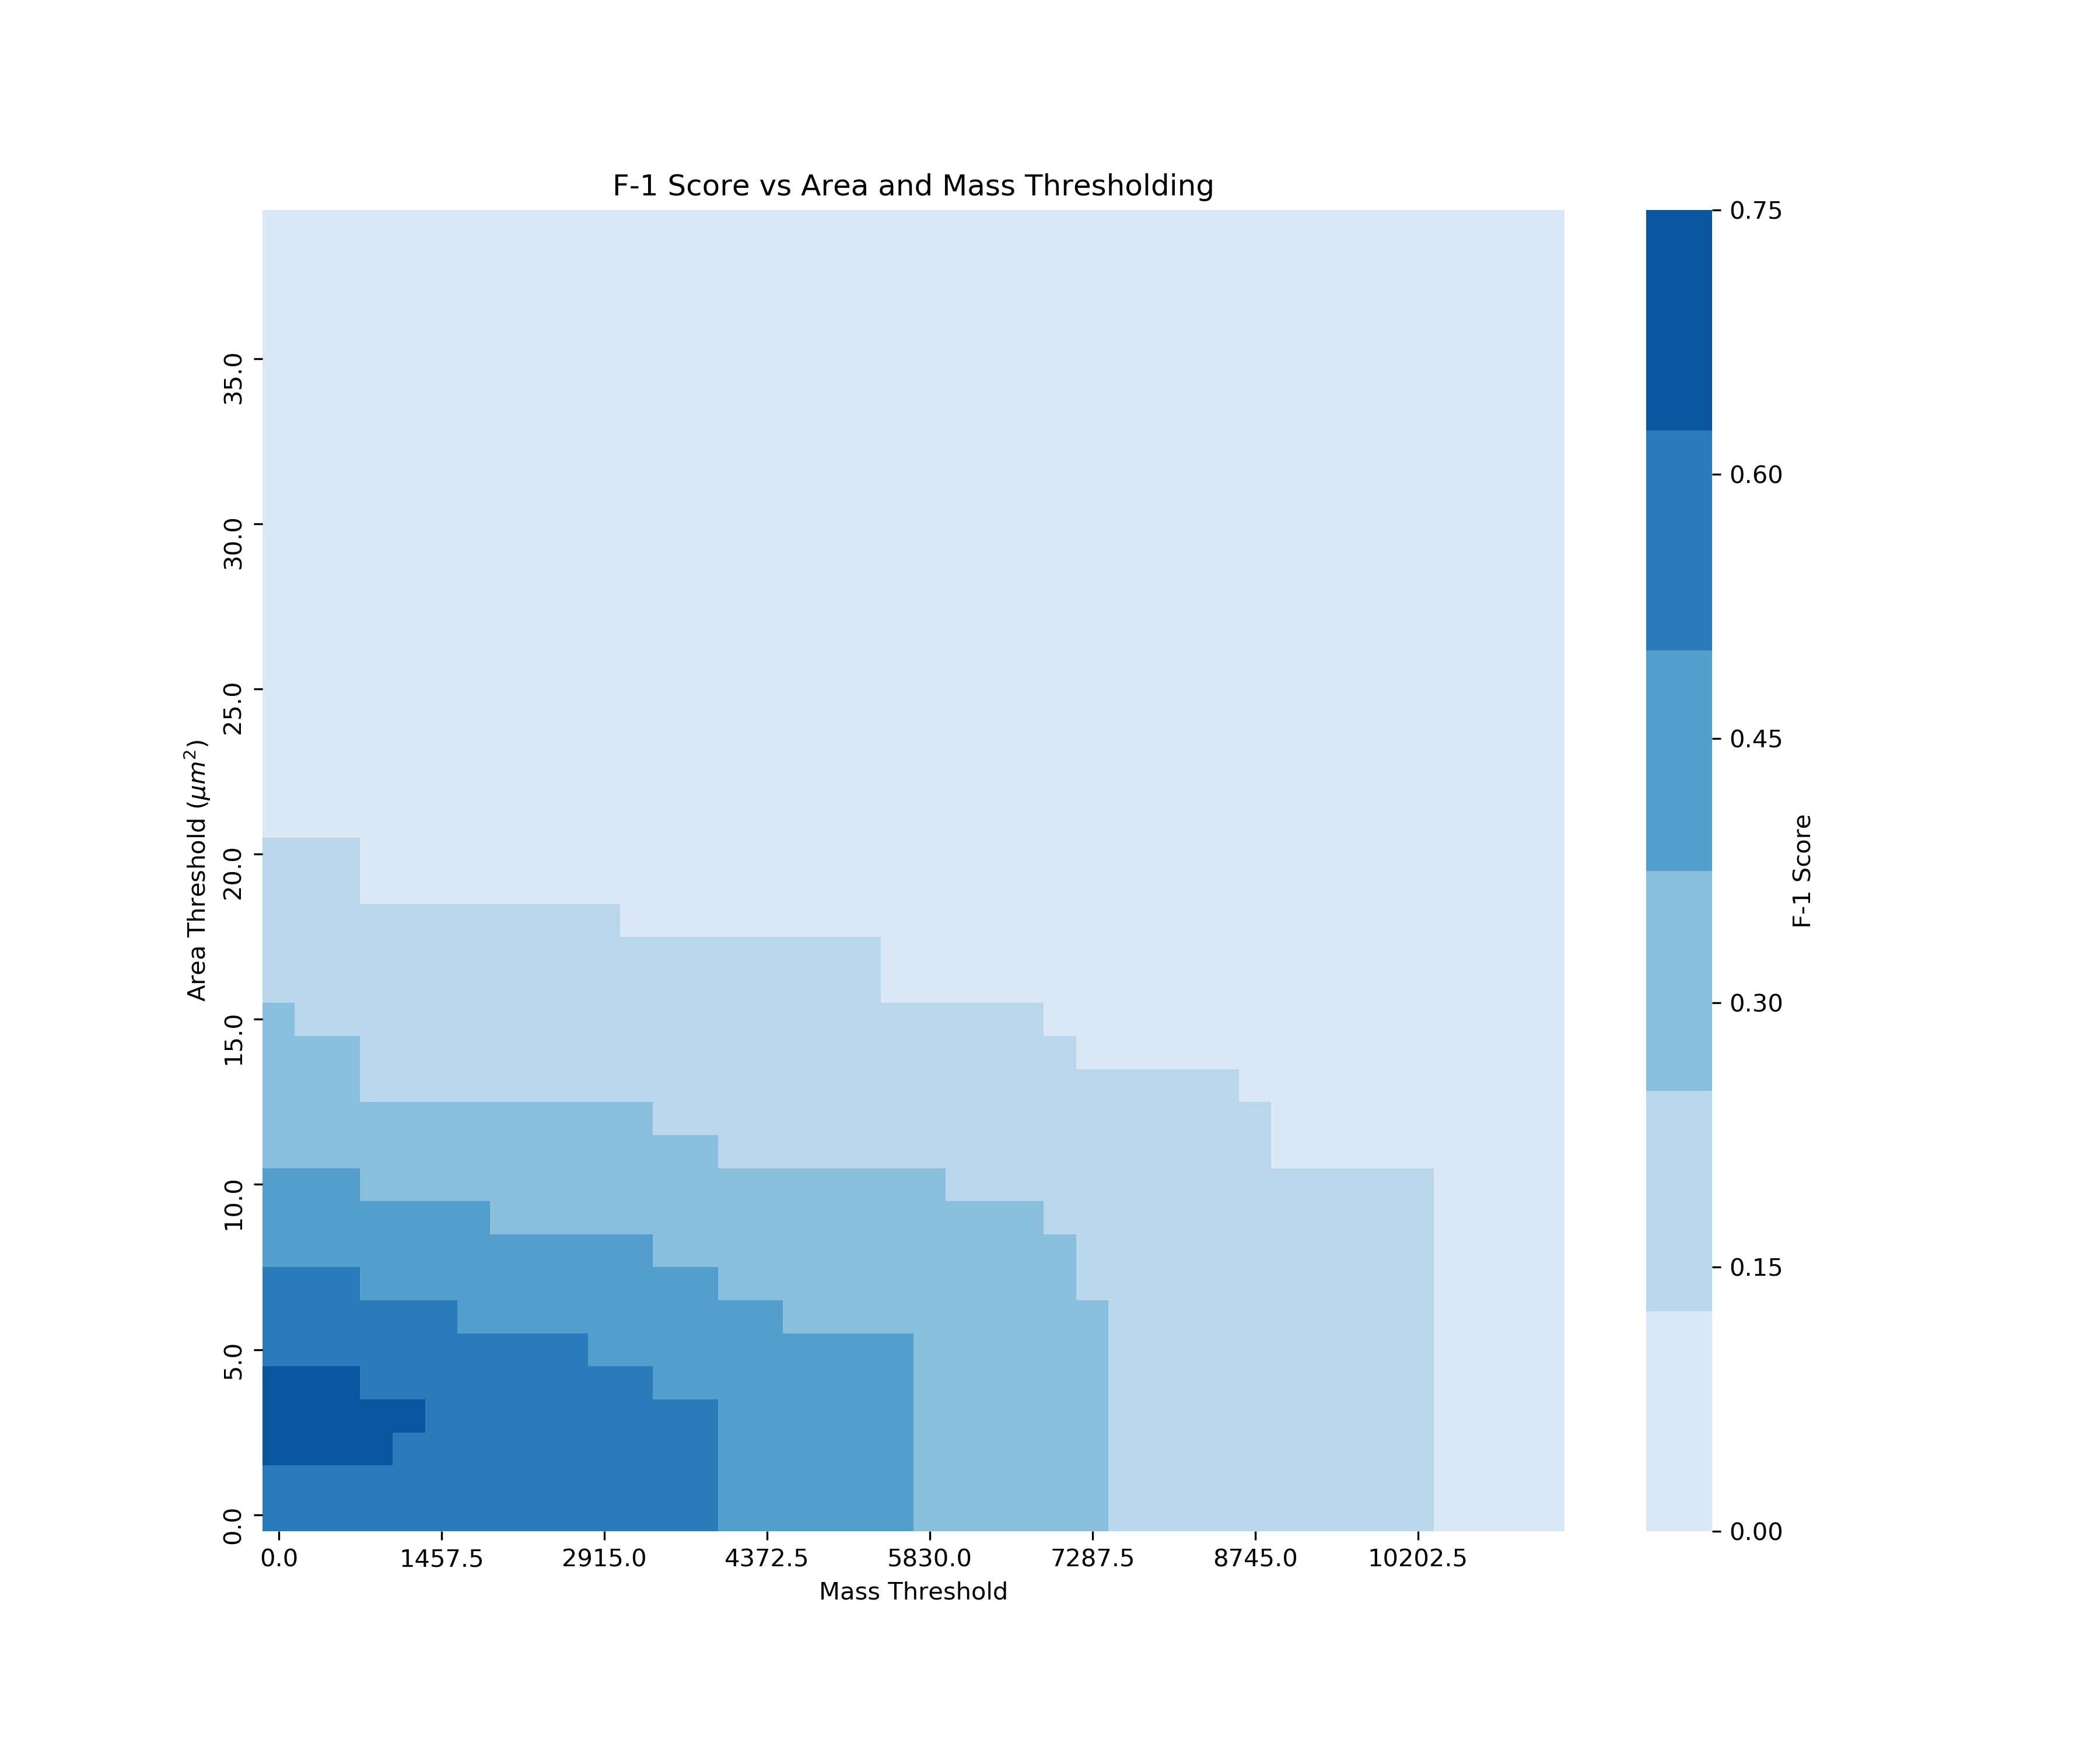 F-1 Score vs Area and Mass Thresholding
Area Threshold (μm²)
35.0
30.0
25.0
20.0
15.0
10.0
5.0
0.0
0.0 1457.5 2915.0 4372.5 5830.0 7287.5 8745.0 10202.5
Mass Threshold
0.75
0.60
0.45
0.30
0.15
0.00
F-1 Score